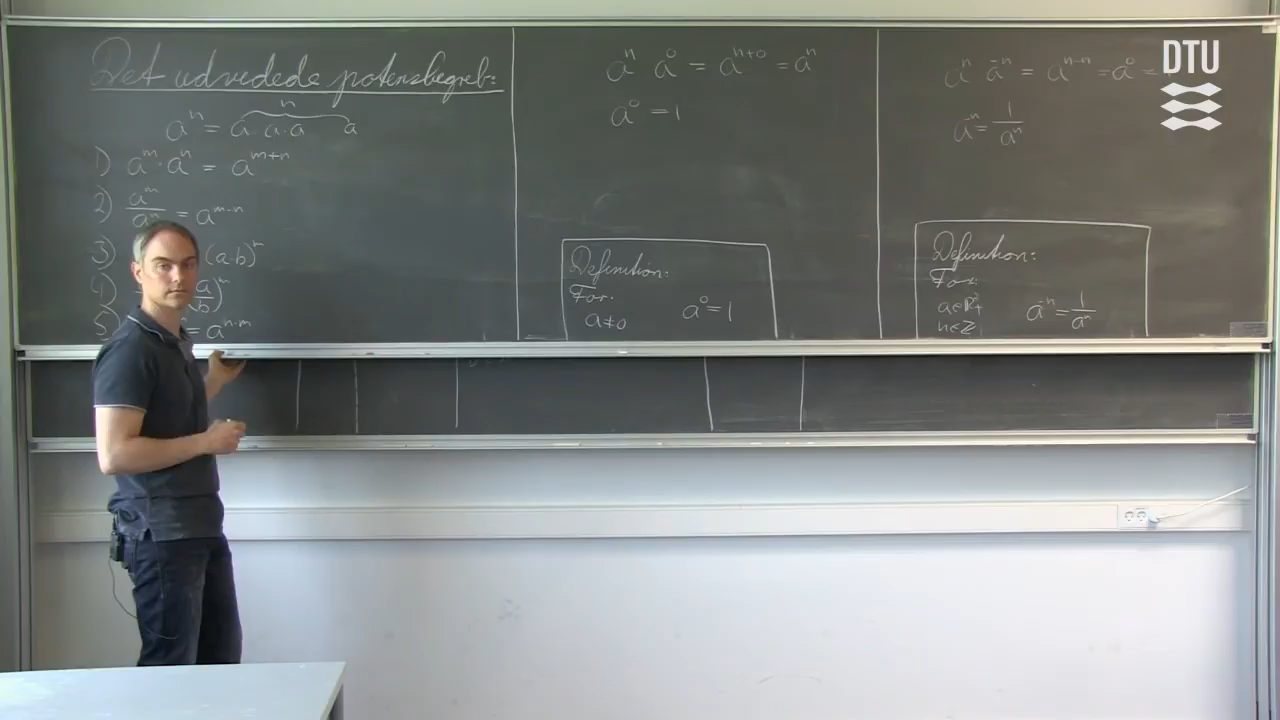 Det udvidede potensbegreb:
n
aⁿ = a·a·a a
1) aᵐ·aⁿ = aᵐ⁺ⁿ
2) aᵐ/aⁿ = aᵐ⁻ⁿ
3) (a·b)ⁿ
4) (a/b)ⁿ
5) = aⁿ·ᵐ
aⁿ a⁰ = aⁿ⁺⁰ = aⁿ
a⁰ = 1
Definition:
For:
a≠0 a⁰=1
aⁿ a⁻ⁿ = aⁿ⁻ⁿ = a⁰ =
a⁻ⁿ = 1/aⁿ
Definition:
For:
n∈ℤ a⁻ⁿ = 1/aⁿ
DTU